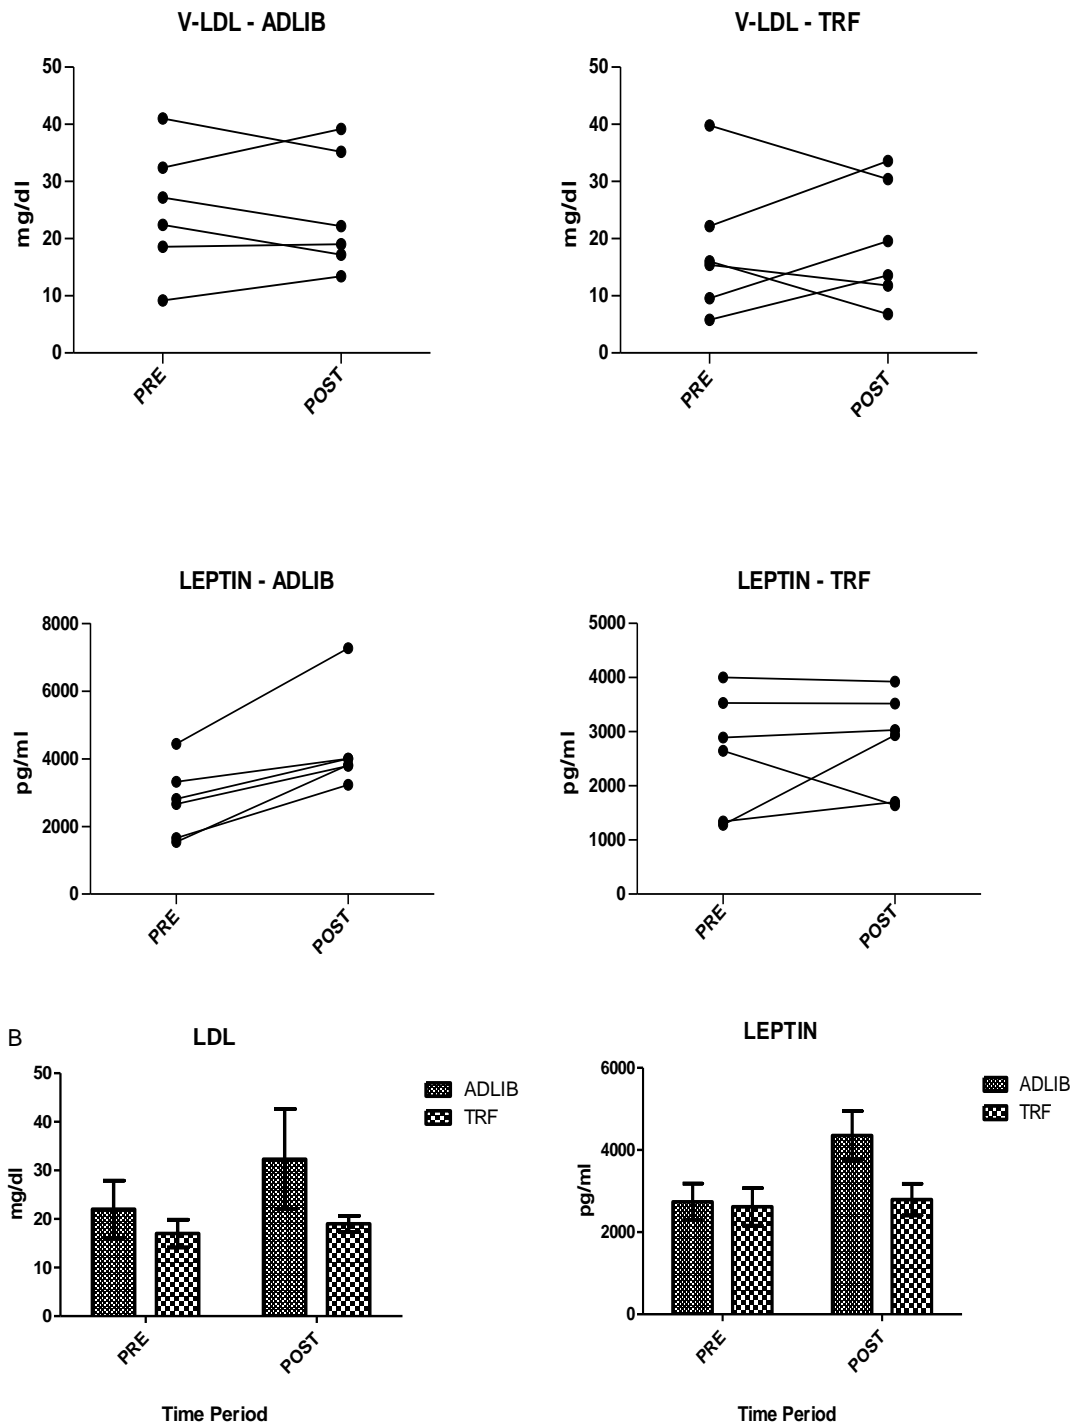 V-LDL - ADLIB
50
40
30
20
10
0
mg/dl
PRE
POST
V-LDL - TRF
50
40
30
20
10
0
mg/dl
PRE
POST
LEPTIN - ADLIB
8000
6000
4000
2000
0
pg/ml
PRE
POST
LEPTIN - TRF
5000
4000
3000
2000
1000
0
pg/ml
PRE
POST
B
LDL
50
40
30
20
10
0
mg/dl
PRE
POST
Time Period
ADLIB
TRF
LEPTIN
6000
4000
2000
0
pg/ml
PRE
POST
Time Period
ADLIB
TRF